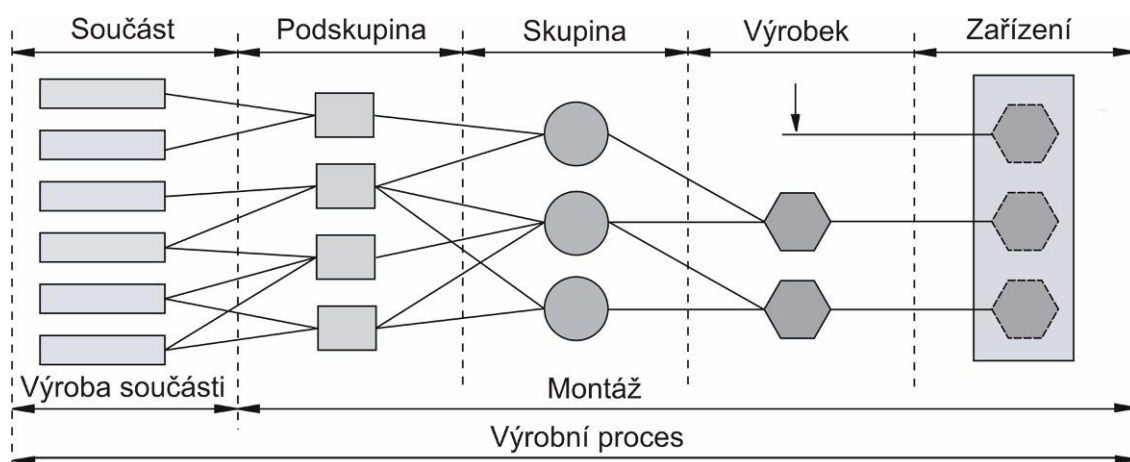 Součást Podskupina Skupina Výrobek Zařízení
Výroba součásti Montáž
Výrobní proces